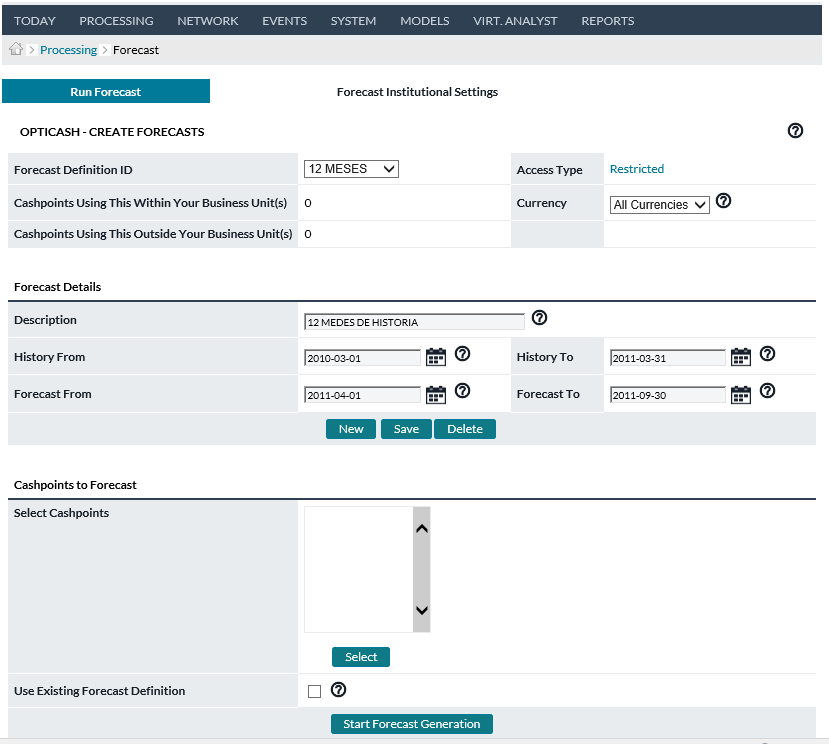 TODAY PROCESSING NETWORK EVENTS SYSTEM MODELS VIRT. ANALYST REPORTS
> Processing > Forecast
Run Forecast Forecast Institutional Settings
OPTICASH - CREATE FORECASTS
Forecast Definition ID 12 MESES Access Type Restricted
Cashpoints Using This Within Your Business Unit(s) 0 Currency All Currencies
Cashpoints Using This Outside Your Business Unit(s) 0
Forecast Details
Description 12 MEDES DE HISTORIA
History From 2010-03-01 History To 2011-03-31
Forecast From 2011-04-01 Forecast To 2011-09-30
New Save Delete
Cashpoints to Forecast
Select Cashpoints
Select
Use Existing Forecast Definition
Start Forecast Generation